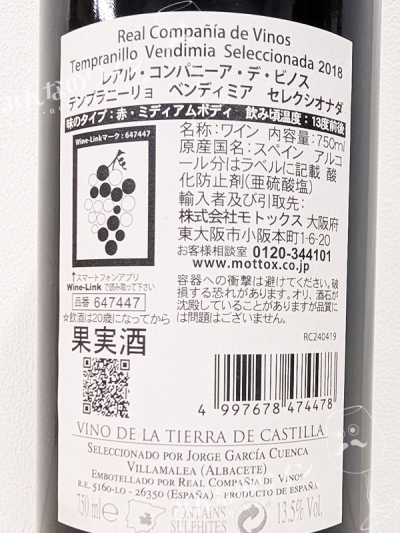 Real Compañía de Vinos
Tempranillo Vendimia Seleccionada 2018
レアル・コンパニーア・デ・ビノス
テンプラニーリョ ベンディミア セレクシオナダ
味のタイプ:赤・ミディアムボディ 飲み頃温度:13度前後
Wine-Linkマーク:647447
名称:ワイン 内容量:750ml
原産国名:スペイン アルコ
ール分はラベルに記載 酸
化防止剤(亜硫酸塩)
輸入者及び引取先:
株式会社モトックス 大阪府
東大阪市小阪本町1-6-20
お客様相談室 0120-344101
www.mottox.co.jp
↑スマートフォンアプリ
Wine-Linkで読み取って下さい
品番 647447
☆飲酒は20歳になってから
果実酒
容器への衝撃は避けてください。破
損する恐れがあります。オリ、酒石が
沈殿していることがありますが品質に
は問題はございません。
RC240419
4 997678 474478
VINO DE LA TIERRA DE CASTILLA
SELECCIONADO POR JORGE GARCÍA CUENCA
VILLAMALEA (ALBACETE)
EMBOTELLADO POR REAL COMPAÑÍA DE VINOS
R.E. 5160-LO - 26350 (ESPAÑA) PRODUCTO DE ESPAÑA
750 ml e
CONTAINS
SULPHITES
13.5% Vol.